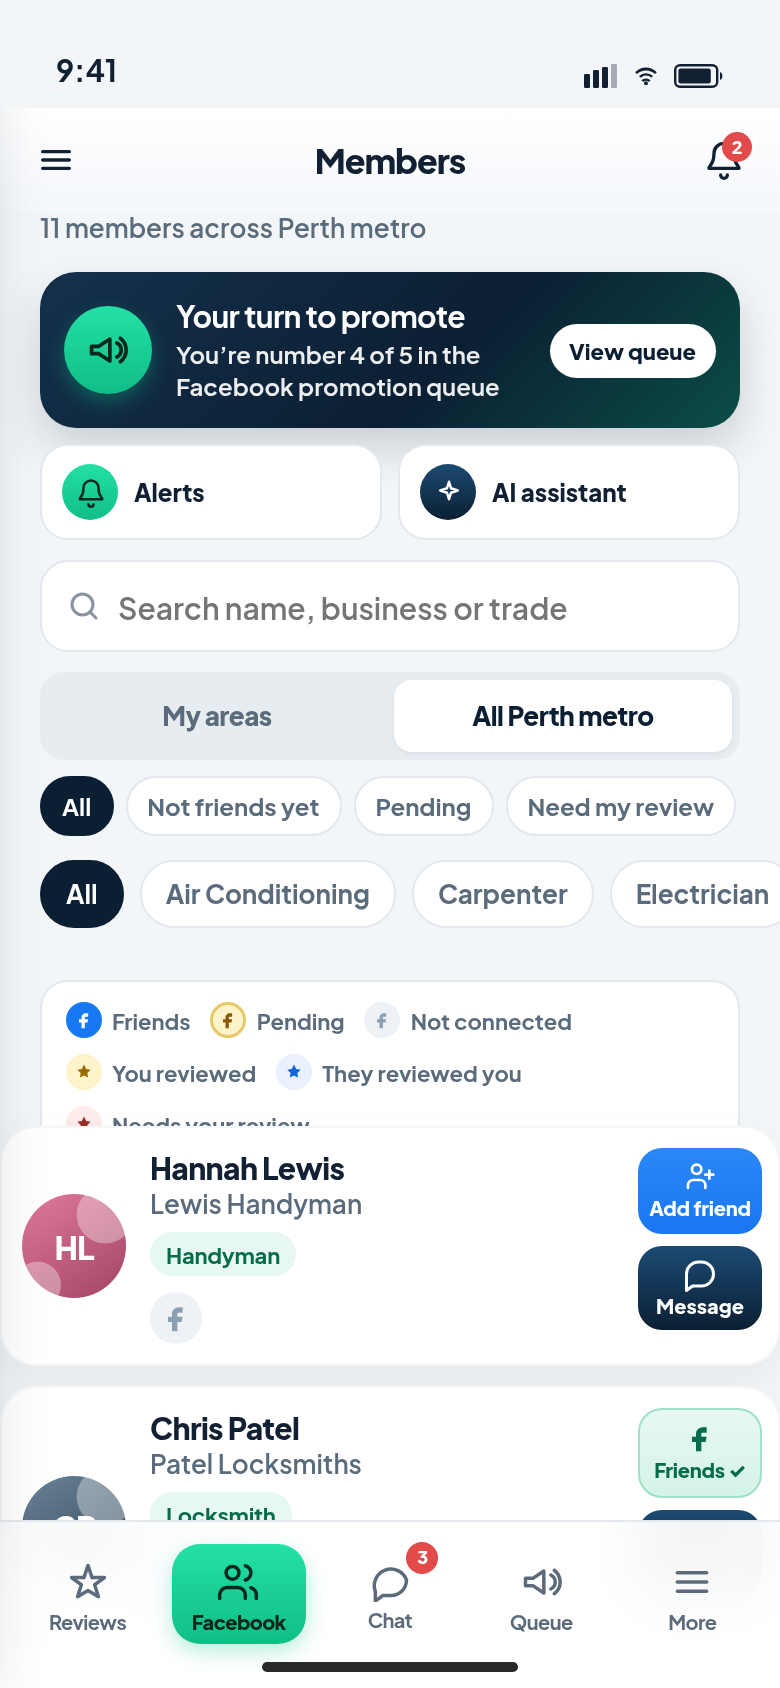 9:41
Members
2
11 members across Perth metro
Your turn to promote
You’re number 4 of 5 in the
Facebook promotion queue
View queue
Alerts
AI assistant
Search name, business or trade
My areas
All Perth metro
All
Not friends yet
Pending
Need my review
All
Air Conditioning
Carpenter
Electrician
Friends
Pending
Not connected
You reviewed
They reviewed you
Needs your review
Hannah Lewis
Lewis Handyman
HL
Handyman
Add friend
Message
Chris Patel
Patel Locksmiths
Locksmith
Friends ✓
Reviews
Facebook
3
Chat
Queue
More